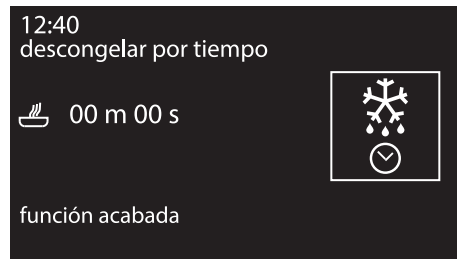 12:40
descongelar por tiempo
00 m 00 s
función acabada